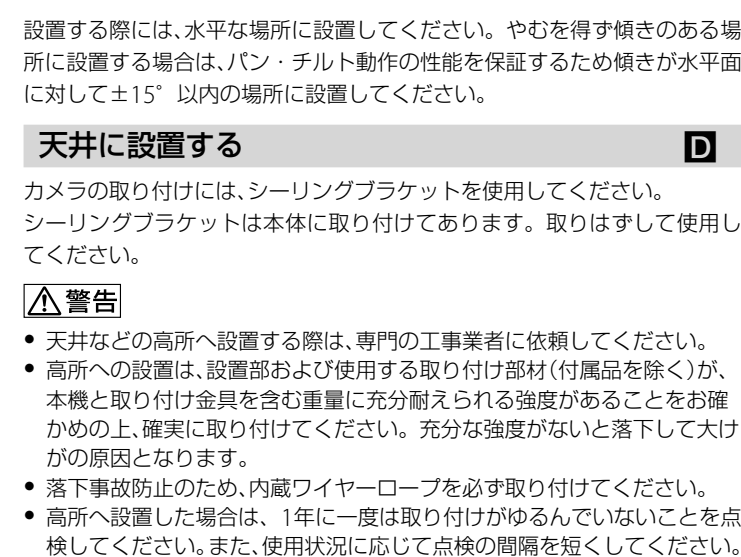 設置する際には、水平な場所に設置してください。やむを得ず傾きのある場
所に設置する場合は、パン・チルト動作の性能を保証するため傾きが水平面
に対して±15°以内の場所に設置してください。
天井に設置する D
カメラの取り付けには、シーリングブラケットを使用してください。
シーリングブラケットは本体に取り付けてあります。取りはずして使用し
てください。
⚠ 警告
• 天井などの高所へ設置する際は、専門の工事業者に依頼してください。
• 高所への設置は、設置部および使用する取り付け部材（付属品を除く）が、
本機と取り付け金具を含む重量に充分耐えられる強度があることをお確
かめの上、確実に取り付けてください。充分な強度がないと落下して大け
がの原因となります。
• 落下事故防止のため、内蔵ワイヤーロープを必ず取り付けてください。
• 高所へ設置した場合は、1年に一度は取り付けがゆるんでいないことを点
検してください。また、使用状況に応じて点検の間隔を短くしてください。